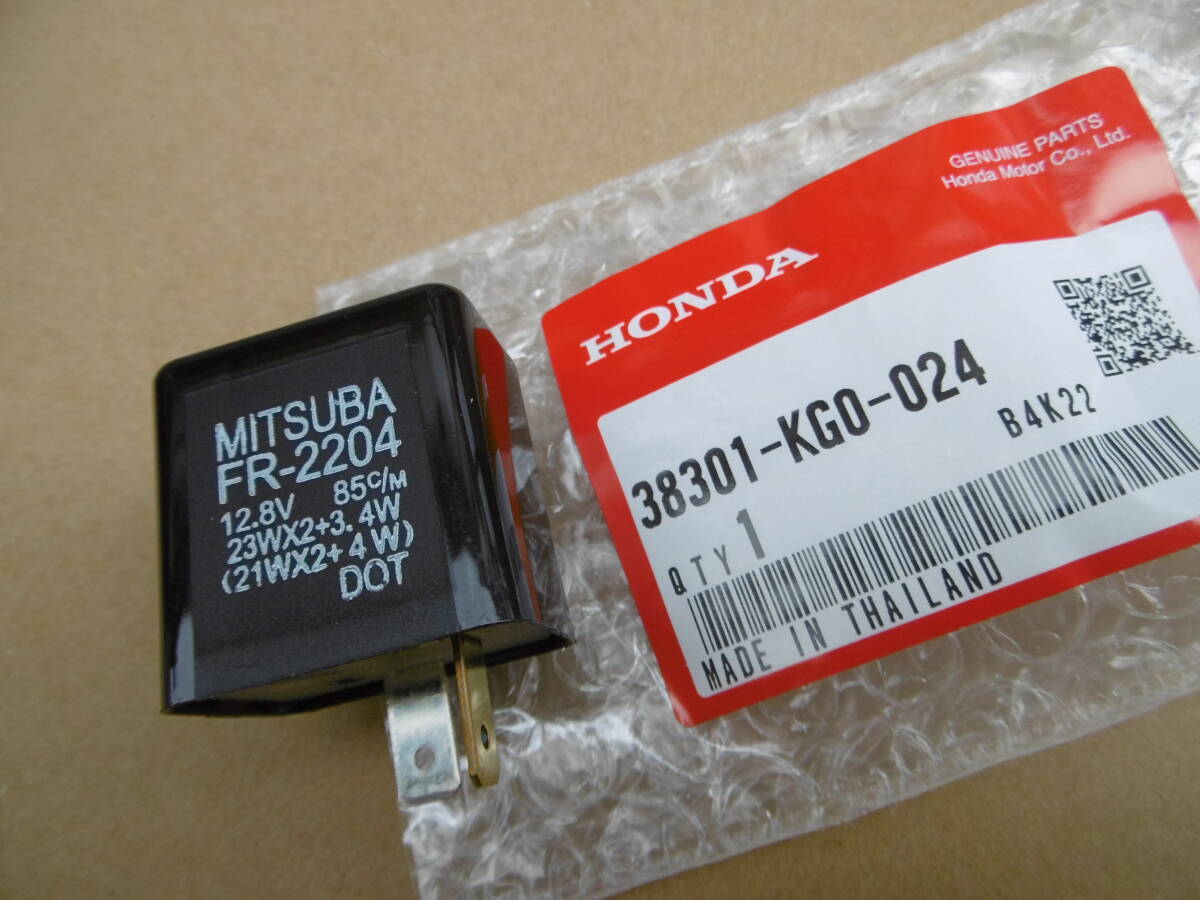 MITSUBA
FR-2204
12.8V 85c/M
23WX2+3.4W
(21WX2+4W)
DOT
GENUINE PARTS
Honda Motor Co., Ltd.
HONDA
38301-KG0-024
B4K22
QTY 1
MADE IN THAILAND